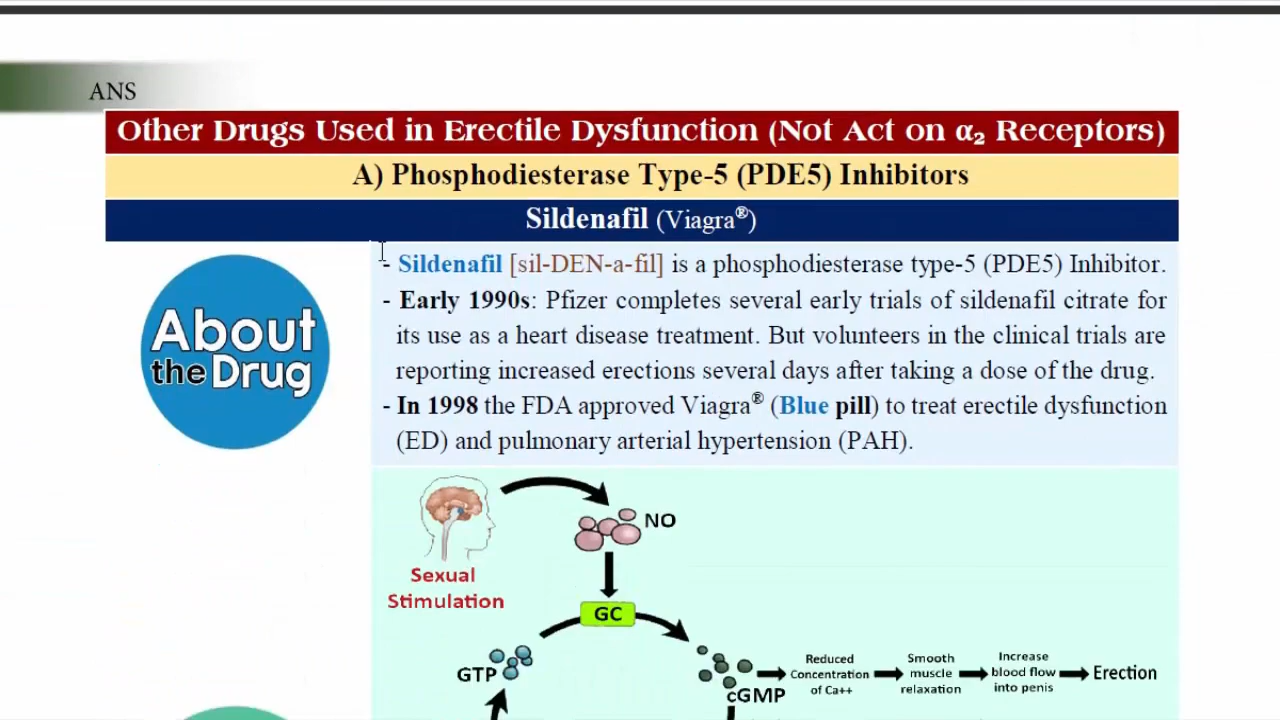 ANS
Other Drugs Used in Erectile Dysfunction (Not Act on α₂ Receptors)
A) Phosphodiesterase Type-5 (PDE5) Inhibitors
Sildenafil (Viagra®)
About
the Drug
- Sildenafil [sil-DEN-a-fil] is a phosphodiesterase type-5 (PDE5) Inhibitor.
- Early 1990s: Pfizer completes several early trials of sildenafil citrate for
its use as a heart disease treatment. But volunteers in the clinical trials are
reporting increased erections several days after taking a dose of the drug.
- In 1998 the FDA approved Viagra® (Blue pill) to treat erectile dysfunction
(ED) and pulmonary arterial hypertension (PAH).
NO
Sexual
Stimulation
GC
GTP
cGMP
Reduced
Concentration
of Ca++
Smooth
muscle
relaxation
Increase
blood flow
into penis
Erection